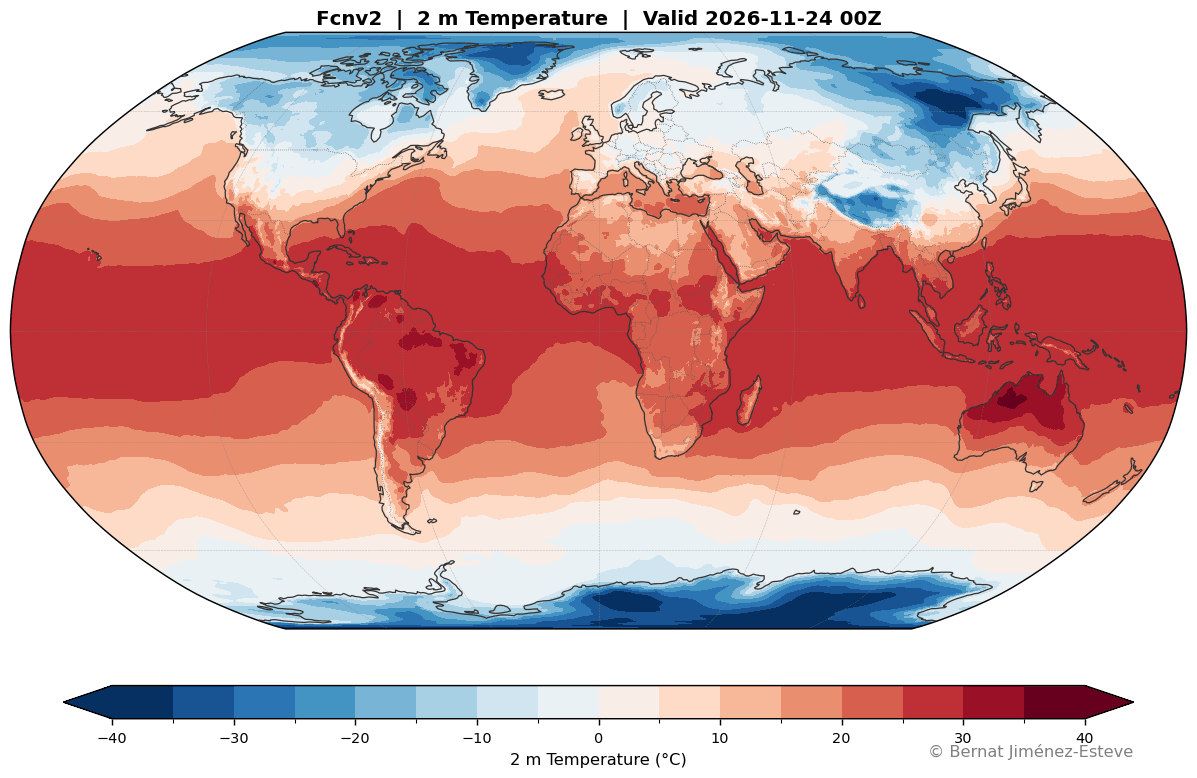 Fcnv2 | 2 m Temperature | Valid 2026-11-24 00Z
−40 −30 −20 −10 0 10 20 30 40
2 m Temperature (°C)
© Bernat Jiménez-Esteve